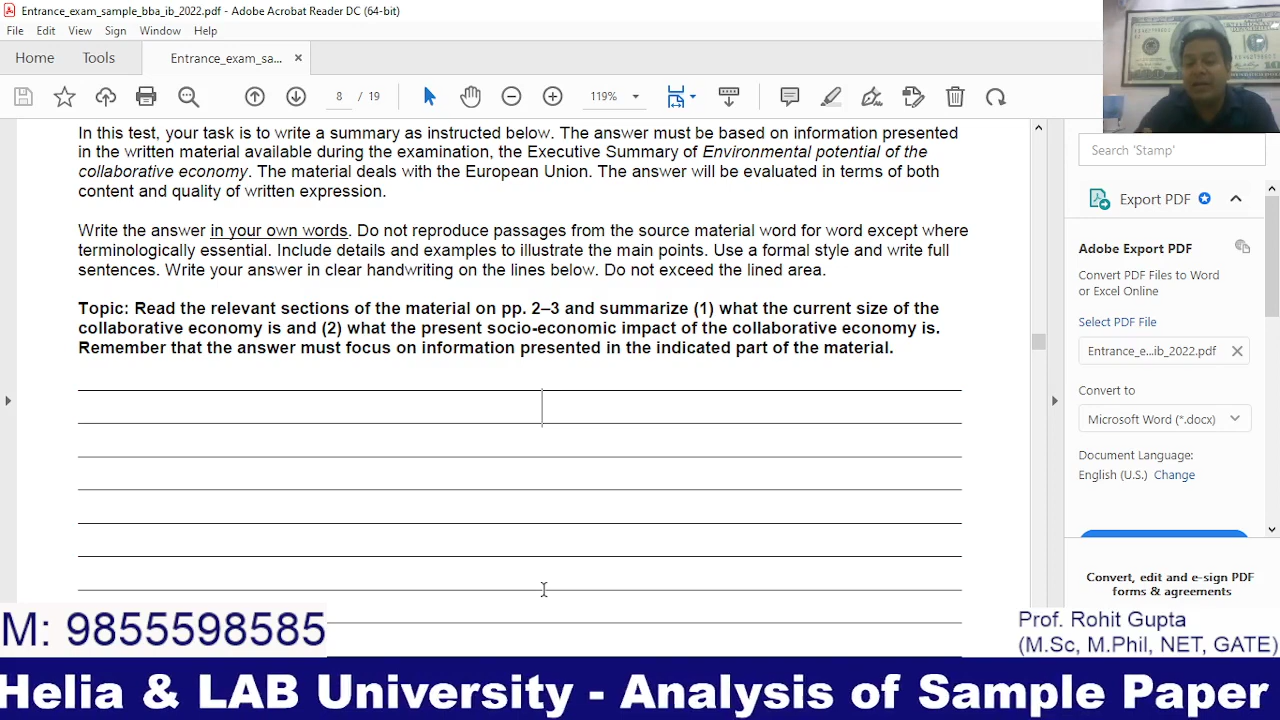 Entrance_exam_sample_bba_ib_2022.pdf - Adobe Acrobat Reader DC (64-bit)
File Edit View Sign Window Help
Home Tools Entrance_exam_sa... ×
8 / 19 119%
In this test, your task is to write a summary as instructed below. The answer must be based on information presented
in the written material available during the examination, the Executive Summary of Environmental potential of the
collaborative economy. The material deals with the European Union. The answer will be evaluated in terms of both
content and quality of written expression.
Write the answer in your own words. Do not reproduce passages from the source material word for word except where
terminologically essential. Include details and examples to illustrate the main points. Use a formal style and write full
sentences. Write your answer in clear handwriting on the lines below. Do not exceed the lined area.
Topic: Read the relevant sections of the material on pp. 2–3 and summarize (1) what the current size of the
collaborative economy is and (2) what the present socio-economic impact of the collaborative economy is.
Remember that the answer must focus on information presented in the indicated part of the material.
Search 'Stamp'
Export PDF
Adobe Export PDF
Convert PDF Files to Word
or Excel Online
Select PDF File
Entrance_e...ib_2022.pdf
Convert to
Microsoft Word (*.docx)
Document Language:
English (U.S.) Change
Convert, edit and e-sign PDF
forms & agreements
M: 9855598585
Prof. Rohit Gupta
(M.Sc, M.Phil, NET, GATE)
Helia & LAB University - Analysis of Sample Paper